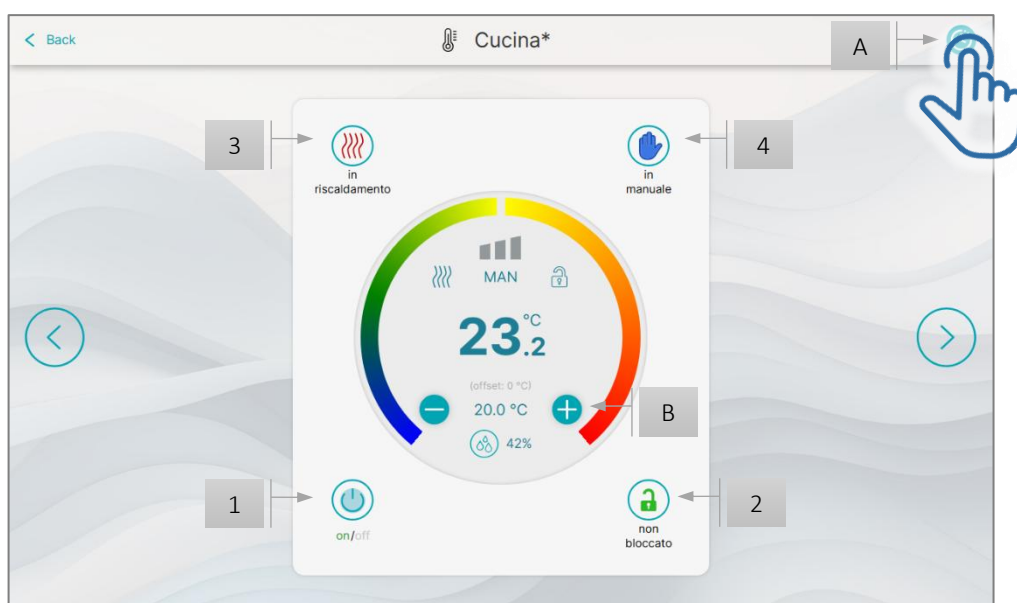 Back
Cucina*
A
3
4
in
riscaldamento
in
manuale
MAN
23.2 °C
(offset: 0 °C)
20.0 °C
B
42%
1
2
on/off
non
bloccato